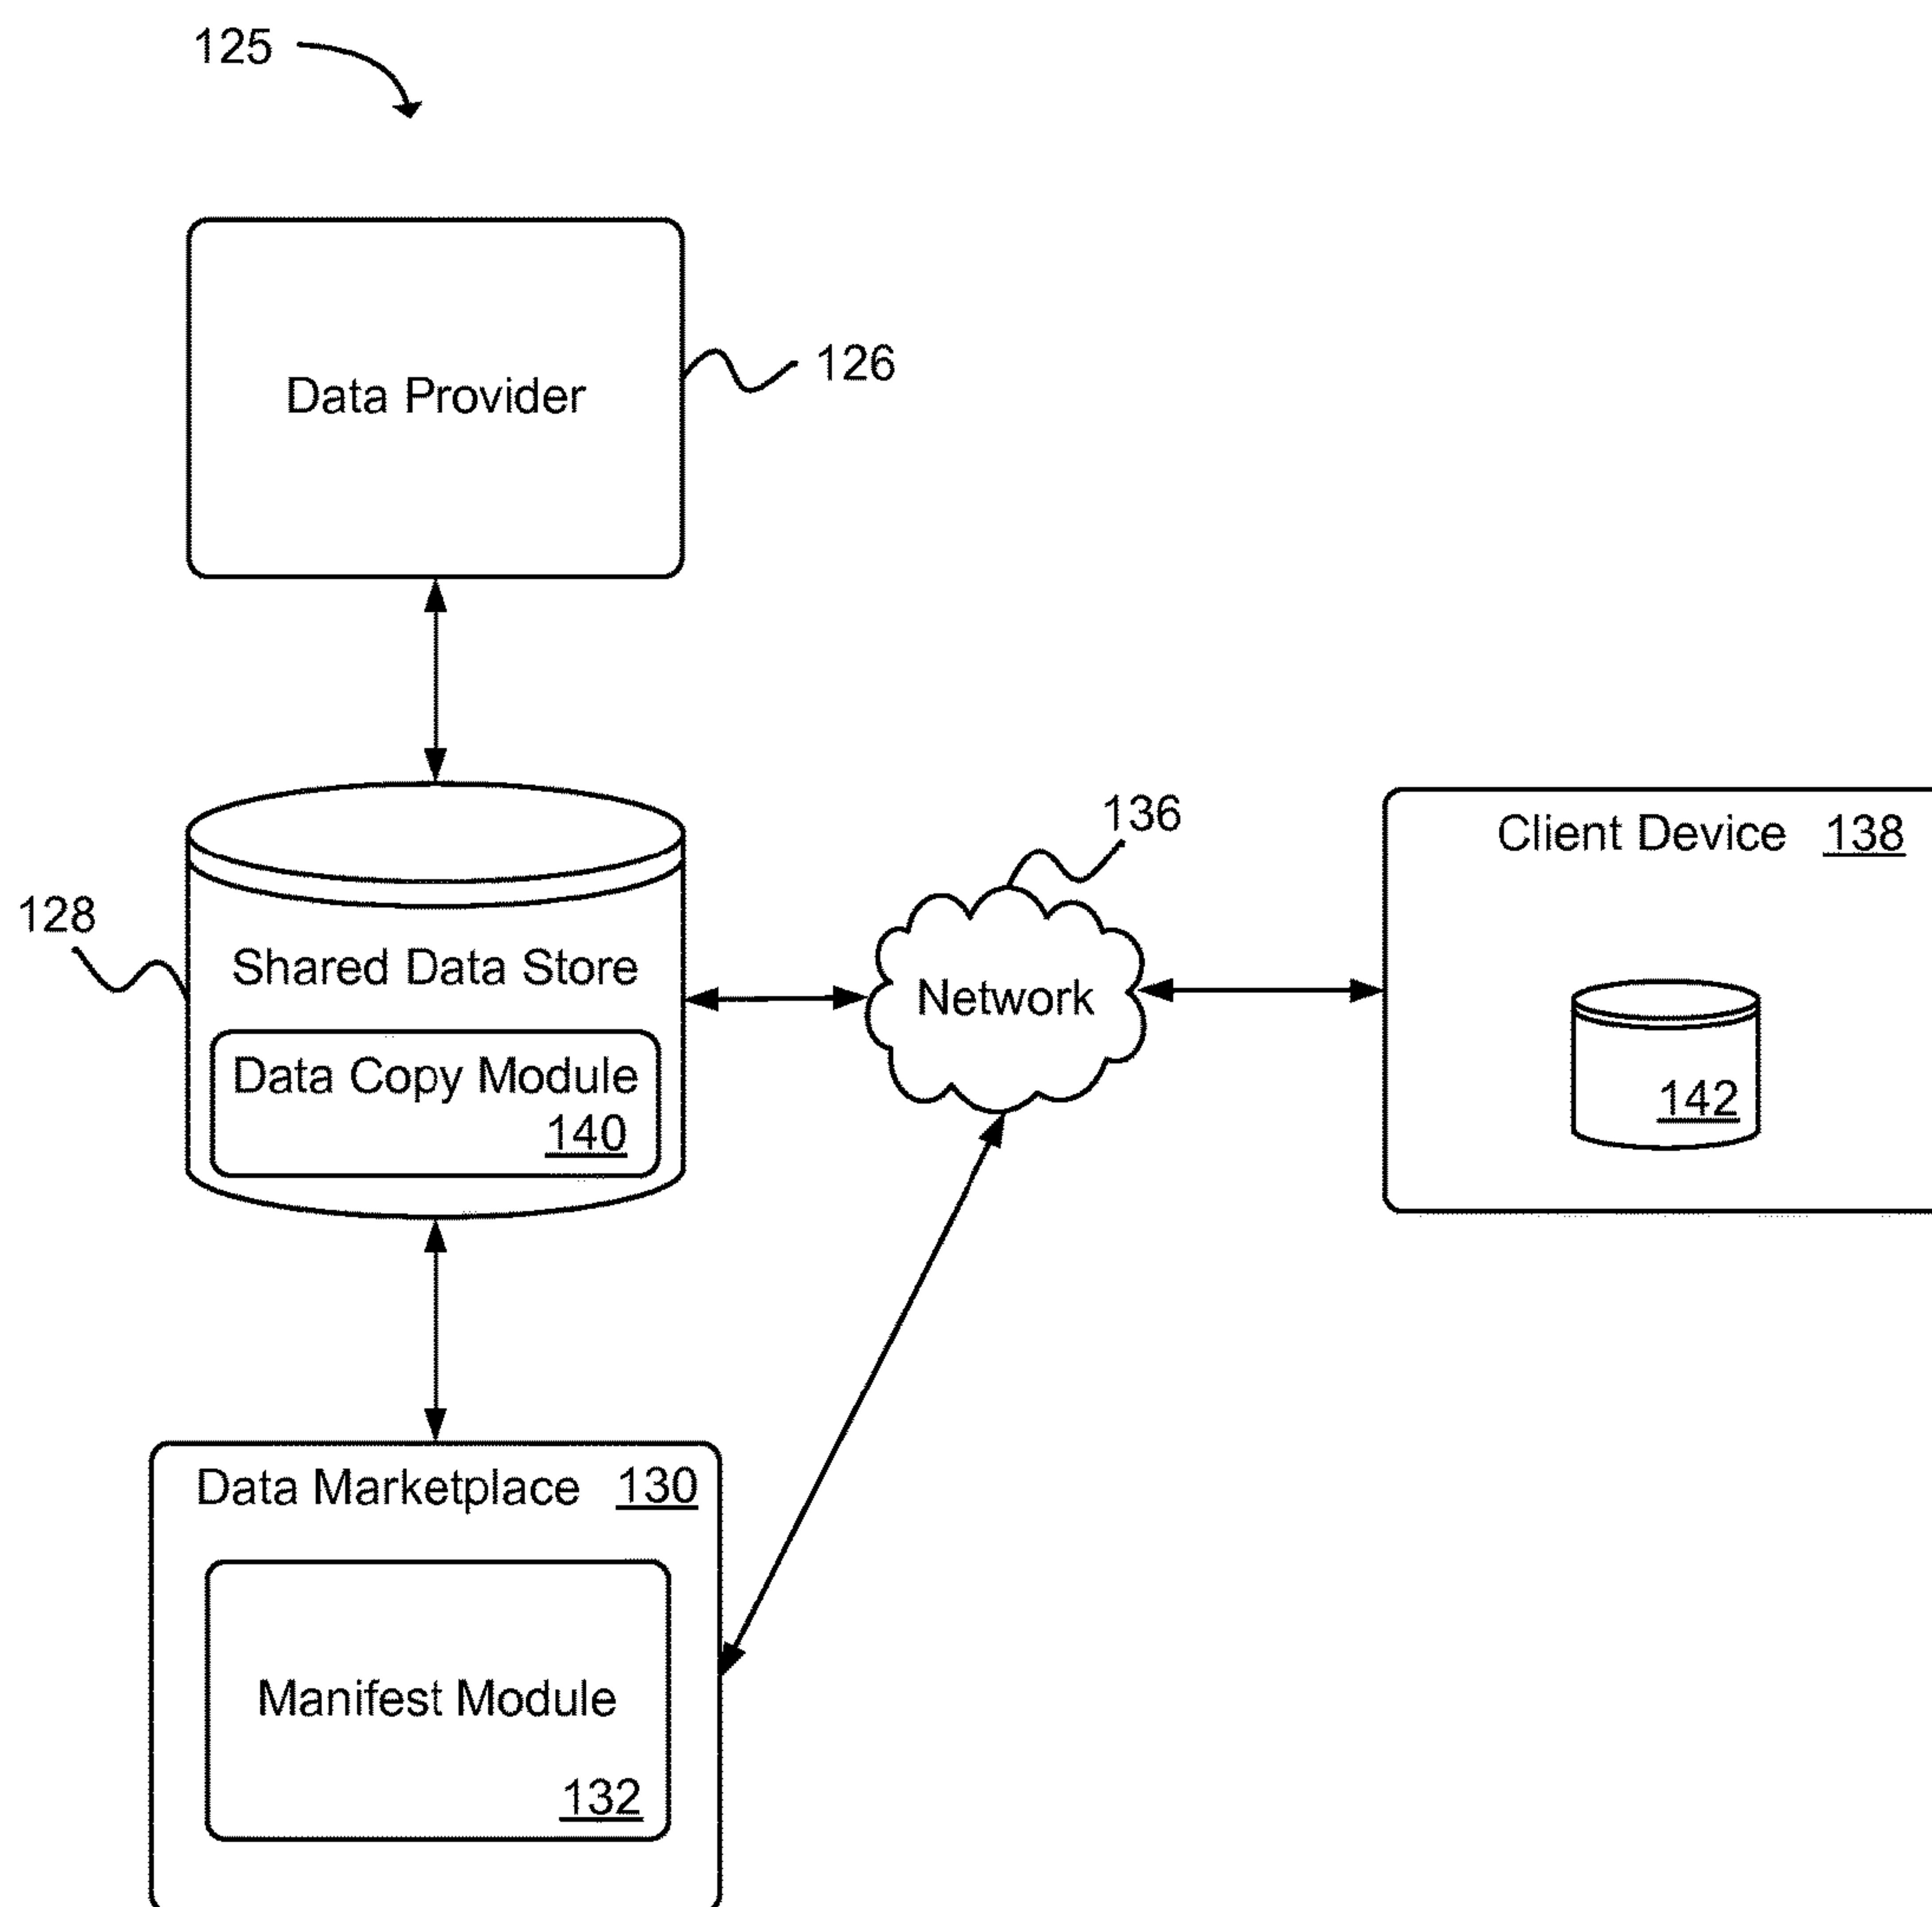 125
Data Provider
126
136
Client Device 138
128
Shared Data Store
Network
Data Copy Module
140
142
Data Marketplace 130
Manifest Module
132